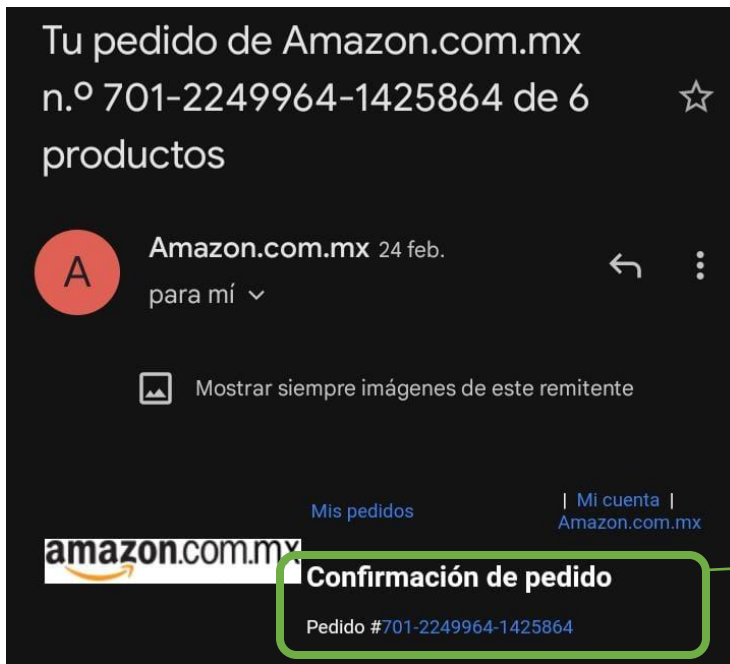 Tu pedido de Amazon.com.mx
n.º 701-2249964-1425864 de 6
productos
A
Amazon.com.mx 24 feb.
para mí
Mostrar siempre imágenes de este remitente
Mis pedidos
| Mi cuenta |
Amazon.com.mx
amazon.com.mx
Confirmación de pedido
Pedido #701-2249964-1425864